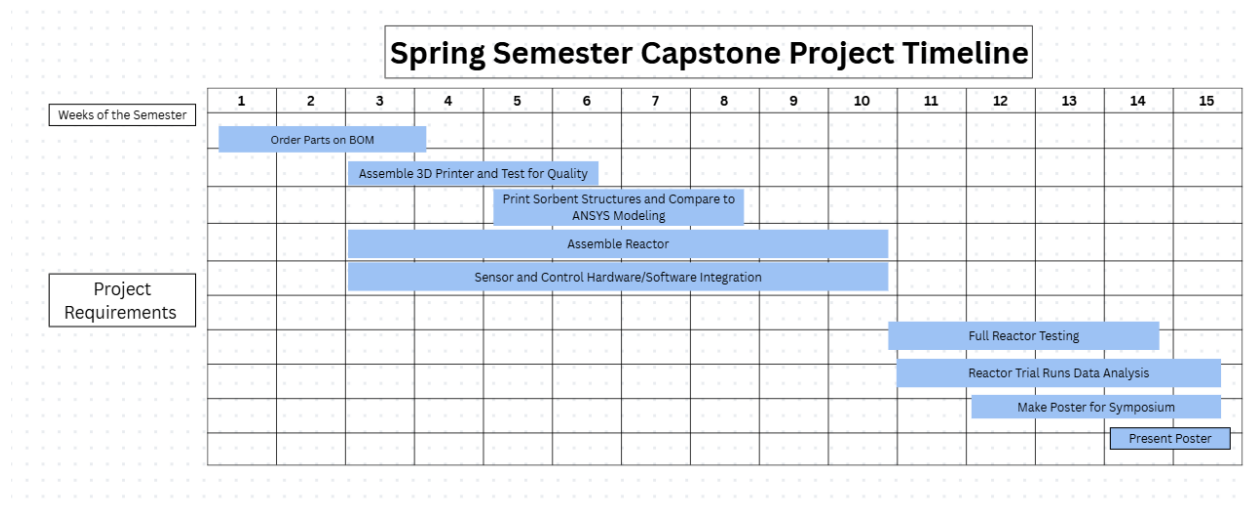 Spring Semester Capstone Project Timeline
Weeks of the Semester
1 2 3 4 5 6 7 8 9 10 11 12 13 14 15
Order Parts on BOM
Assemble 3D Printer and Test for Quality
Print Sorbent Structures and Compare to
ANSYS Modeling
Assemble Reactor
Sensor and Control Hardware/Software Integration
Project
Requirements
Full Reactor Testing
Reactor Trial Runs Data Analysis
Make Poster for Symposium
Present Poster